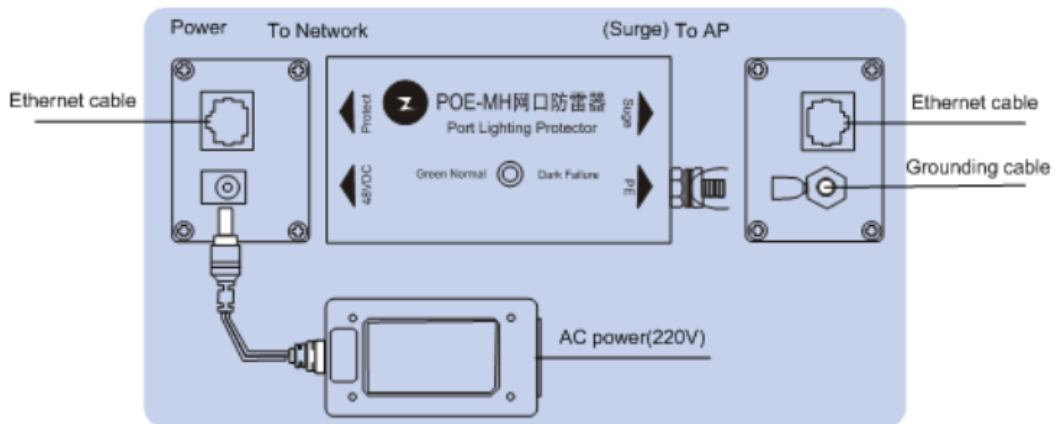 Power
To Network
(Surge) To AP
Ethernet cable
Protect
POE-MH网口防雷器
Port Lighting Protector
Suge
Ethernet cable
Grounding cable
48VDC
Green Normal
Dark Failure
PE
AC power(220V)